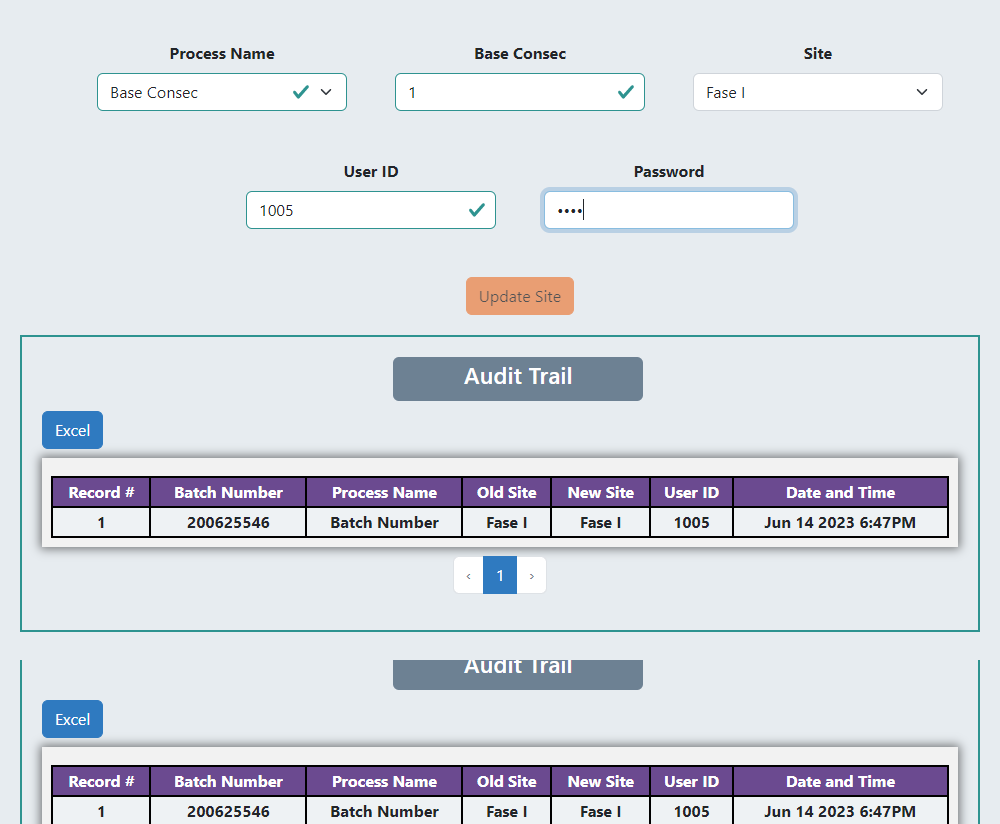 Process Name Base Consec Site
Base Consec 1 Fase I
User ID Password
1005 ••••
Update Site
Audit Trail
Excel
Record # Batch Number Process Name Old Site New Site User ID Date and Time
1 200625546 Batch Number Fase I Fase I 1005 Jun 14 2023 6:47PM
‹ 1 ›
Audit Trail
Excel
Record # Batch Number Process Name Old Site New Site User ID Date and Time
1 200625546 Batch Number Fase I Fase I 1005 Jun 14 2023 6:47PM